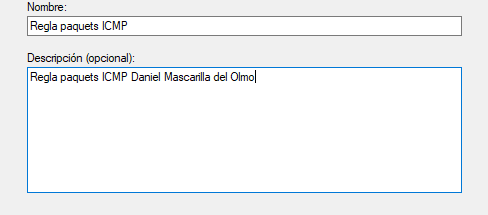 Nombre:
Regla paquets ICMP
Descripción (opcional):
Regla paquets ICMP Daniel Mascarilla del Olmo